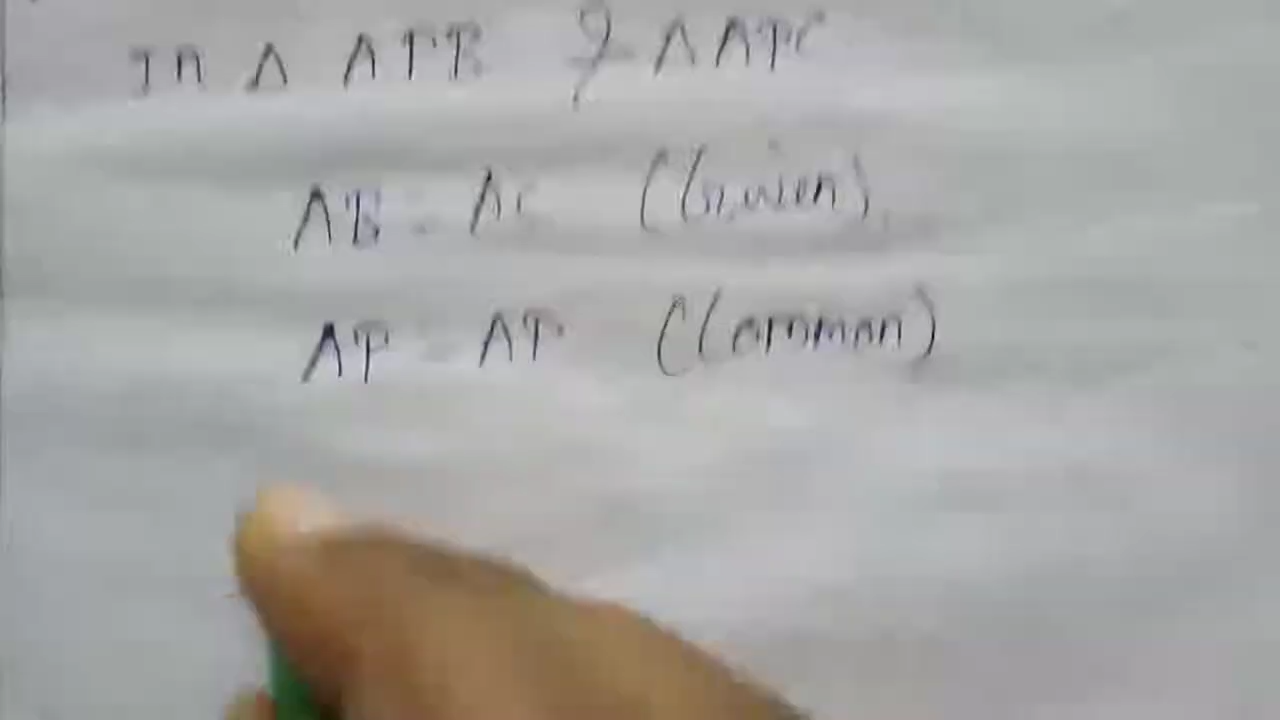 In Δ APB & Δ APC
AB = AC (Given)
AP = AP (Common)